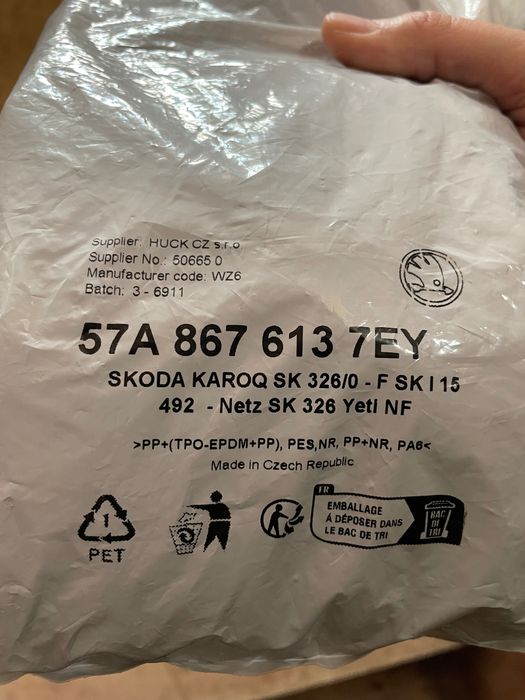 Supplier: HUCK CZ s.r.o
Supplier No.: 50665 0
Manufacturer code: WZ6
Batch: 3 - 6911
57A 867 613 7EY
SKODA KAROQ SK 326/0 - F SK I 15
492 - Netz SK 326 Yeti NF
>PP+(TPO-EPDM+PP), PES,NR, PP+NR, PA6<
Made in Czech Republic
1
PET
FR
EMBALLAGE
À DÉPOSER DANS
LE BAC DE TRI
BAC
DE
TRI